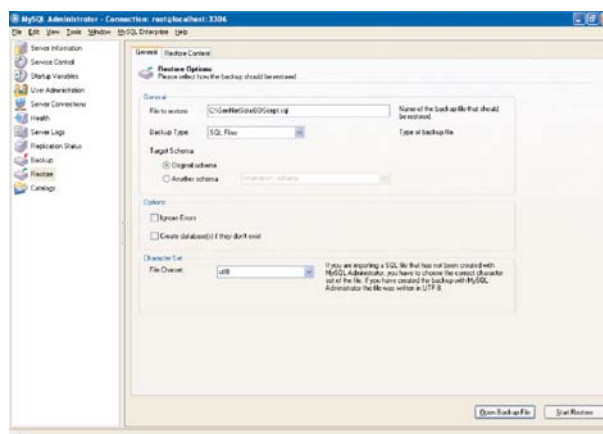 MySQL Administrator - Connection: root@localhost: 3306
File Edit View Tools Window MySQL Enterprise Help
Server Information
Service Control
Startup Variables
User Administration
Server Connections
Health
Server Logs
Replication Status
Backup
Restore
Catalogs
General Restore Content
Restore Options
Please select how the backup should be restored
General
File to restore
Name of the backup file that should
be restored.
Backup Type SQL Files Type of backup file
Target Schema
Original schema
Another schema
Options
Ignore Errors
Create database(s) if they don't exist
Character Set
File Charset utf8
If you are importing a SQL file that has not been created with
MySQL Administrator, you have to choose the correct character
set of the file. If you have created the backup with MySQL
Administrator the file was written in UTF 8.
Open Backup File Start Restore